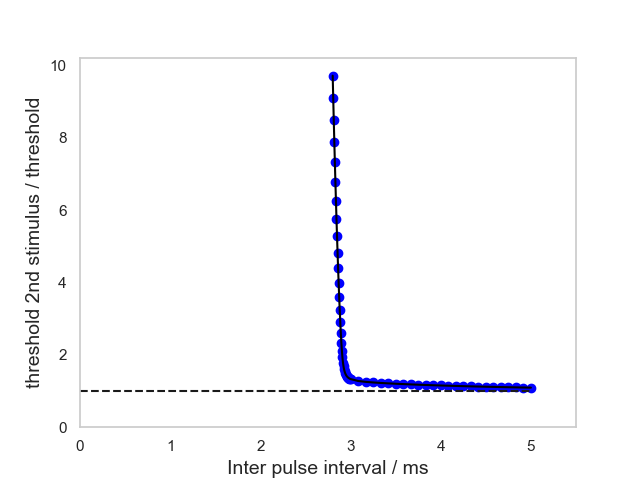 threshold 2nd stimulus / threshold
10
8
6
4
2
0
0 1 2 3 4 5
Inter pulse interval / ms